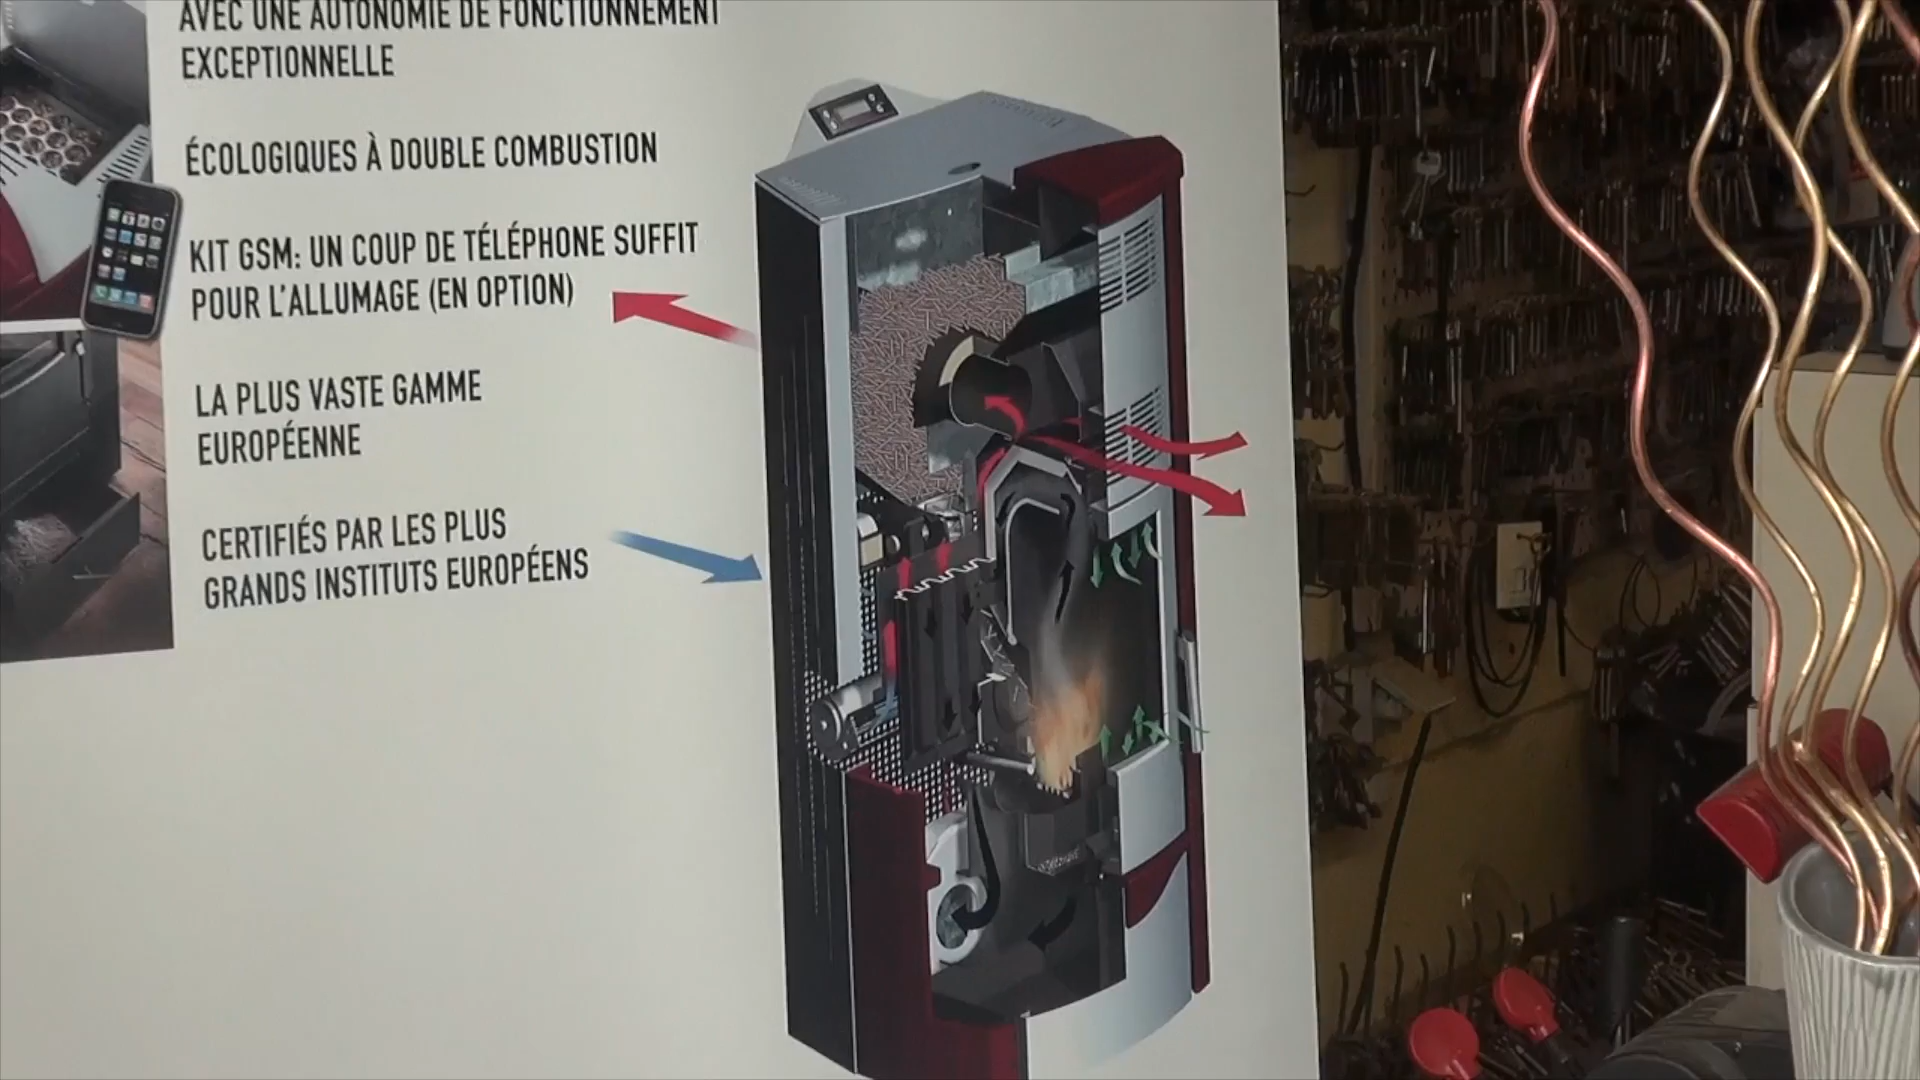 AVEC UNE AUTONOMIE DE FONCTIONNEMENT
EXCEPTIONNELLE
ÉCOLOGIQUES À DOUBLE COMBUSTION
KIT GSM: UN COUP DE TÉLÉPHONE SUFFIT
POUR L'ALLUMAGE (EN OPTION)
LA PLUS VASTE GAMME
EUROPÉENNE
CERTIFIÉS PAR LES PLUS
GRANDS INSTITUTS EUROPÉENS